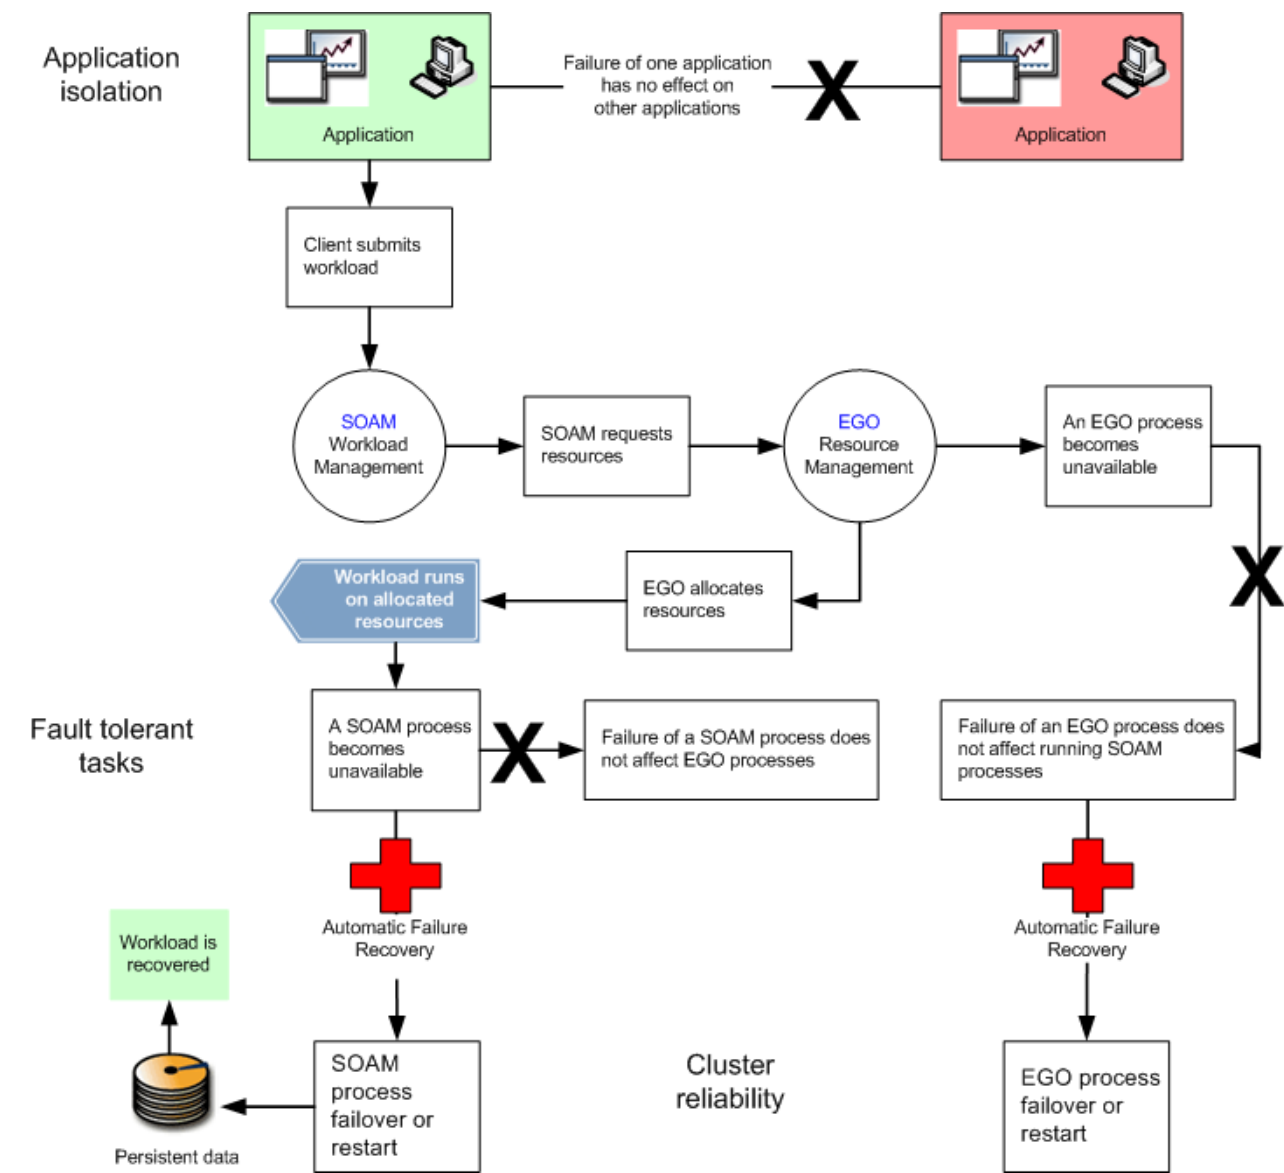 Application
isolation
Application
Failure of one application
has no effect on
other applications
X
Application
Client submits
workload
SOAM
Workload
Management
SOAM requests
resources
EGO
Resource
Management
An EGO process
becomes
unavailable
X
Workload runs
on allocated
resources
EGO allocates
resources
Fault tolerant
tasks
A SOAM process
becomes
unavailable
X
Failure of a SOAM process does
not affect EGO processes
Failure of an EGO process does
not affect running SOAM
processes
Automatic Failure
Recovery
Automatic Failure
Recovery
Workload is
recovered
Persistent data
SOAM
process
failover or
restart
Cluster
reliability
EGO process
failover or
restart